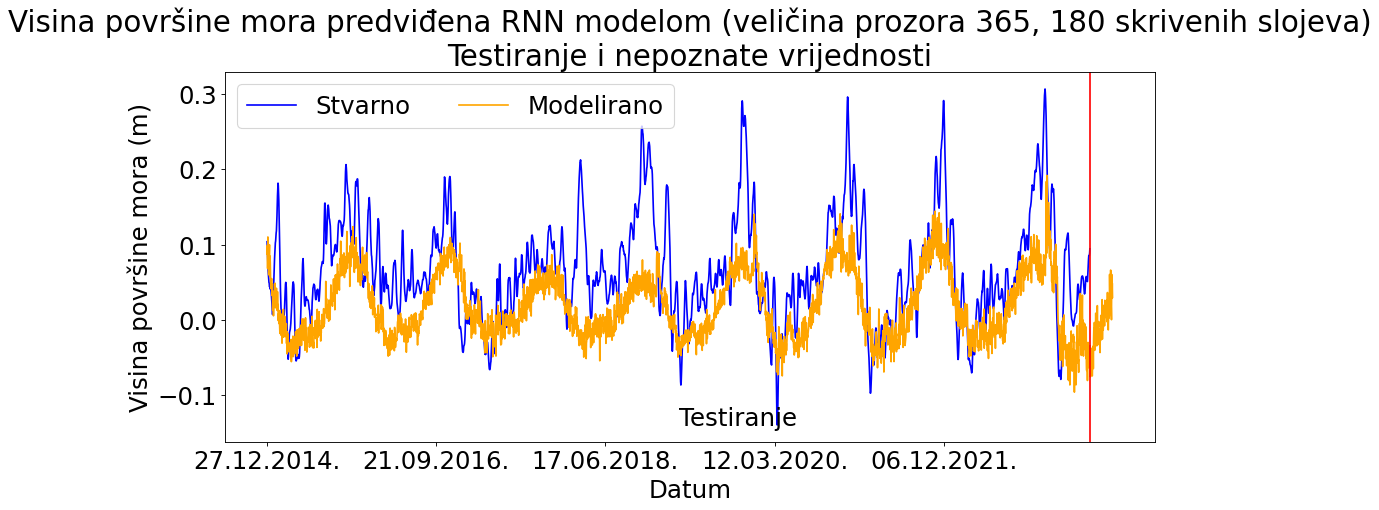 Visina površine mora predviđena RNN modelom (veličina prozora 365, 180 skrivenih slojeva)
Testiranje i nepoznate vrijednosti
Stvarno Modelirano
Visina površine mora (m)
0.3
0.2
0.1
0.0
−0.1
Testiranje
27.12.2014. 21.09.2016. 17.06.2018. 12.03.2020. 06.12.2021.
Datum